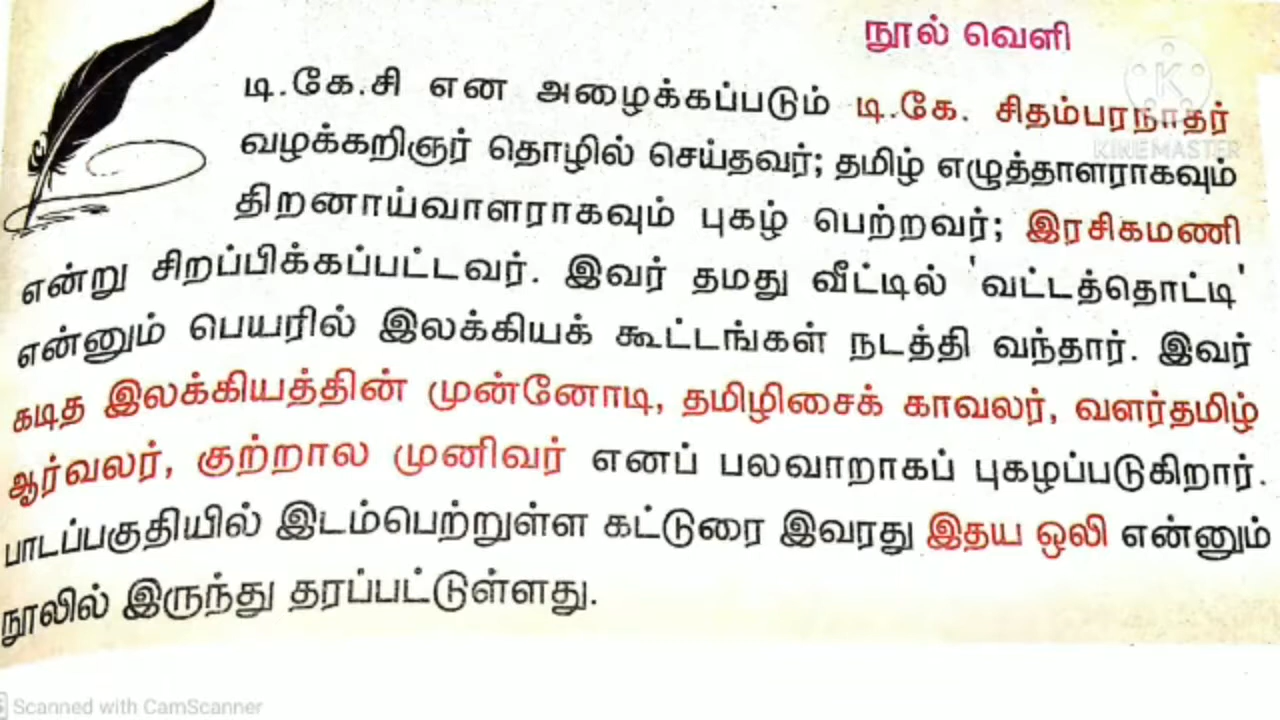 நூல் வெளி
டி.கே.சி என அழைக்கப்படும் டி.கே. சிதம்பரநாதர்
வழக்கறிஞர் தொழில் செய்தவர்; தமிழ் எழுத்தாளராகவும்
திறனாய்வாளராகவும் புகழ் பெற்றவர்; இரசிகமணி
என்று சிறப்பிக்கப்பட்டவர். இவர் தமது வீட்டில் 'வட்டத்தொட்டி'
என்னும் பெயரில் இலக்கியக் கூட்டங்கள் நடத்தி வந்தார். இவர்
கடித இலக்கியத்தின் முன்னோடி, தமிழிசைக் காவலர், வளர்தமிழ்
ஆர்வலர், குற்றால முனிவர் எனப் பலவாறாகப் புகழப்படுகிறார்.
பாடப்பகுதியில் இடம்பெற்றுள்ள கட்டுரை இவரது இதய ஒலி என்னும்
நூலில் இருந்து தரப்பட்டுள்ளது.
K
KINEMASTER
CS Scanned with CamScanner